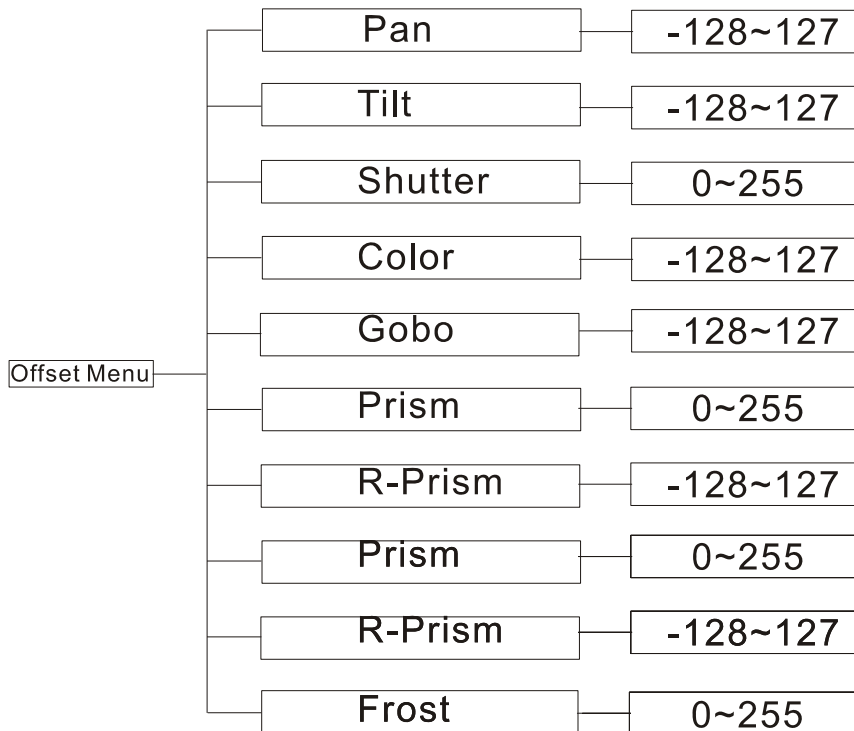 Pan -128~127
Tilt -128~127
Shutter 0~255
Color -128~127
Gobo -128~127
Offset Menu
Prism 0~255
R-Prism -128~127
Prism 0~255
R-Prism -128~127
Frost 0~255